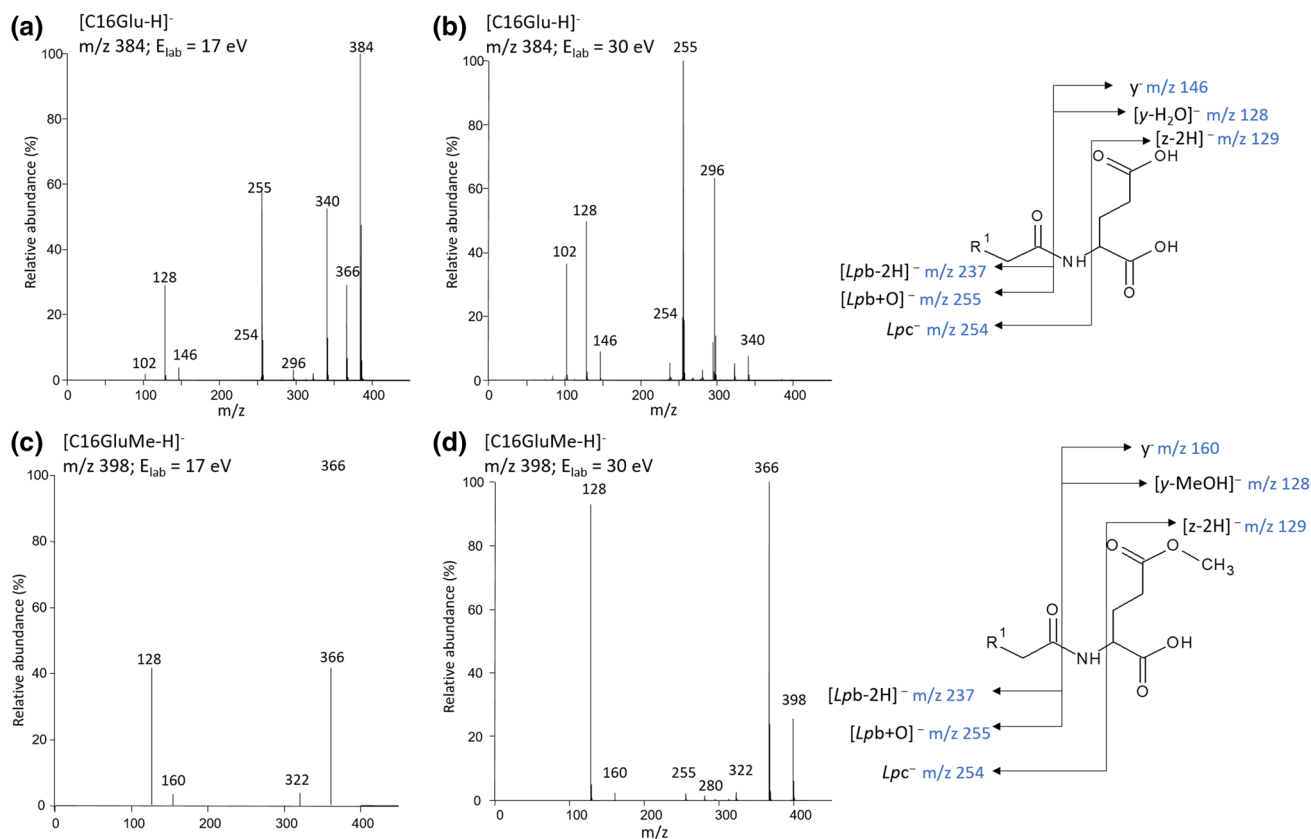 (a)
[C16Glu-H]-
m/z 384; Elab = 17 eV
384
100
80
60
40
20
0
Relative abundance (%)
255
340
366
128
254
102
146
296
0
100
200
300
400
m/z
(b)
[C16Glu-H]-
m/z 384; Elab = 30 eV
255
100
80
60
40
20
0
Relative abundance (%)
296
128
102
254
146
340
0
100
200
300
400
m/z
y- m/z 146
[y-H2O]- m/z 128
[z-2H]- m/z 129
O
OH
O
R1
NH
OH
O
[Lpb-2H]- m/z 237
[Lpb+O]- m/z 255
Lpc- m/z 254
(c)
[C16GluMe-H]-
m/z 398; Elab = 17 eV
366
100
80
60
40
20
0
Relative abundance (%)
128
366
160
322
0
100
200
300
400
m/z
(d)
[C16GluMe-H]-
m/z 398; Elab = 30 eV
366
128
100
80
60
40
20
0
Relative abundance (%)
398
160
255
280
322
0
100
200
300
400
m/z
y- m/z 160
[y-MeOH]- m/z 128
[z-2H]- m/z 129
O
O
CH3
O
R1
NH
OH
O
[Lpb-2H]- m/z 237
[Lpb+O]- m/z 255
Lpc- m/z 254